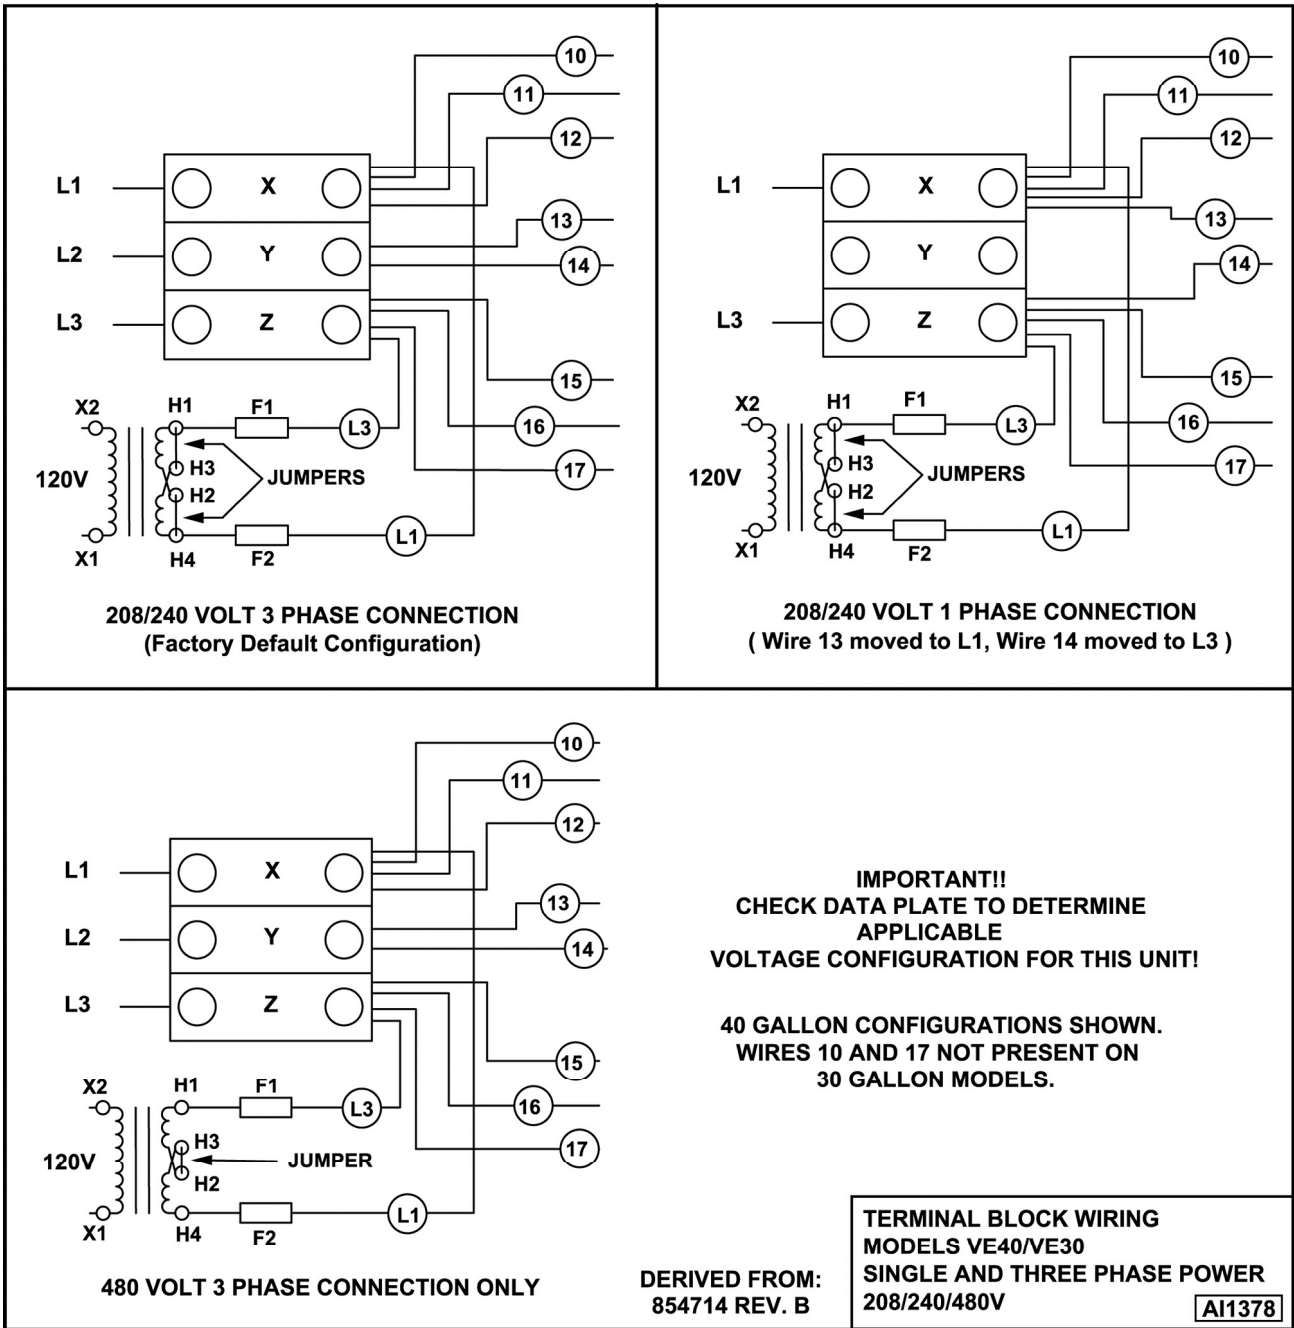 10
11
12
L1 X
13
L2 Y
14
L3 Z
15
X2 H1 F1
L3
16
H3
120V JUMPERS
17
H2
L1
X1 H4 F2
208/240 VOLT 3 PHASE CONNECTION
(Factory Default Configuration)
10
11
12
L1 X
13
Y
14
L3 Z
15
X2 H1 F1
L3
16
H3
120V JUMPERS
17
H2
L1
X1 H4 F2
208/240 VOLT 1 PHASE CONNECTION
( Wire 13 moved to L1, Wire 14 moved to L3 )
10
11
12
L1 X
13
L2 Y
14
L3 Z
15
X2 H1 F1
L3
16
H3
17
120V JUMPER
H2
L1
X1 H4 F2
480 VOLT 3 PHASE CONNECTION ONLY
IMPORTANT!!
CHECK DATA PLATE TO DETERMINE
APPLICABLE
VOLTAGE CONFIGURATION FOR THIS UNIT!
40 GALLON CONFIGURATIONS SHOWN.
WIRES 10 AND 17 NOT PRESENT ON
30 GALLON MODELS.
DERIVED FROM:
854714 REV. B
TERMINAL BLOCK WIRING
MODELS VE40/VE30
SINGLE AND THREE PHASE POWER
208/240/480V
AI1378